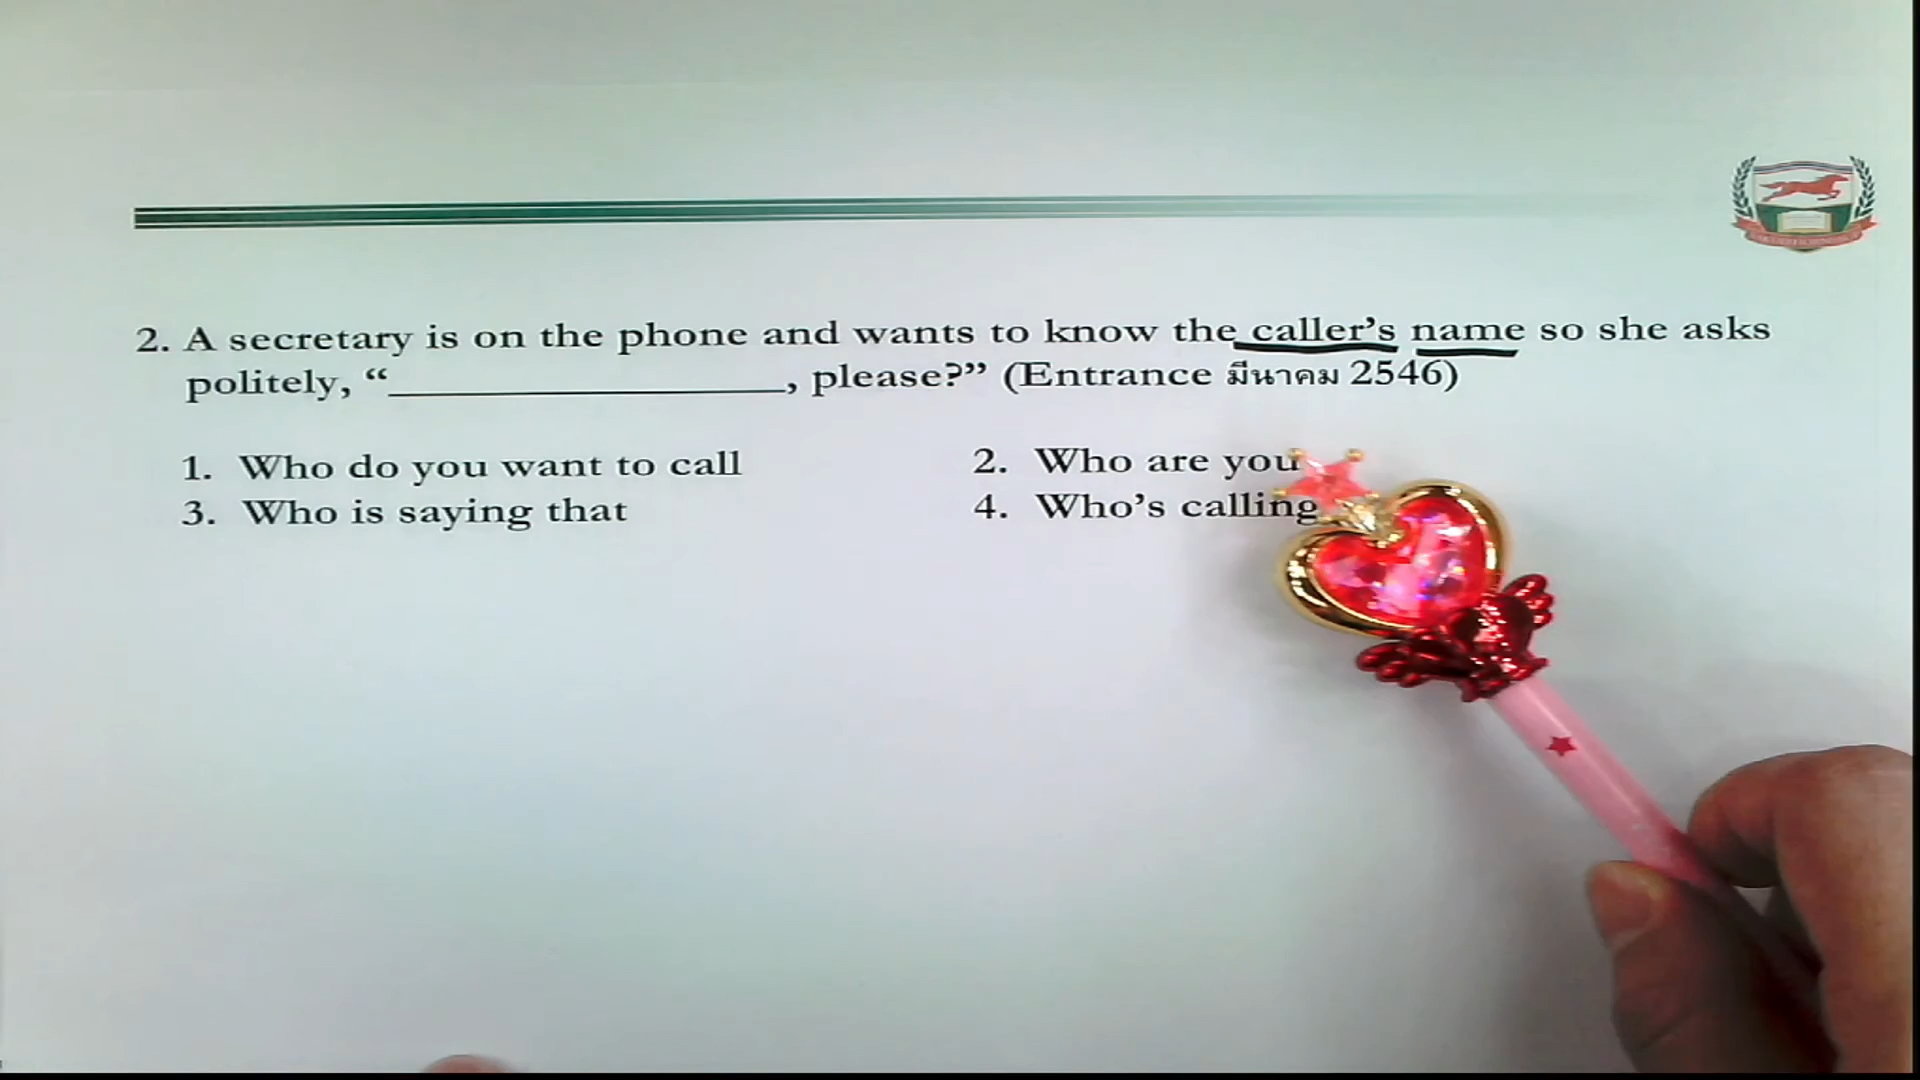 2. A secretary is on the phone and wants to know the caller's name so she asks
politely, “____________________, please?” (Entrance มีนาคม 2546)
1. Who do you want to call
2. Who are you
3. Who is saying that
4. Who's calling